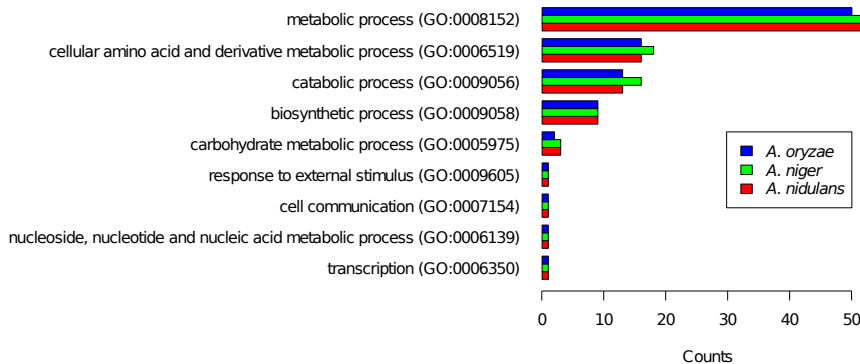 metabolic process (GO:0008152)
cellular amino acid and derivative metabolic process (GO:0006519)
catabolic process (GO:0009056)
biosynthetic process (GO:0009058)
carbohydrate metabolic process (GO:0005975)
response to external stimulus (GO:0009605)
cell communication (GO:0007154)
nucleoside, nucleotide and nucleic acid metabolic process (GO:0006139)
transcription (GO:0006350)
A. oryzae
A. niger
A. nidulans
0 10 20 30 40 50
Counts